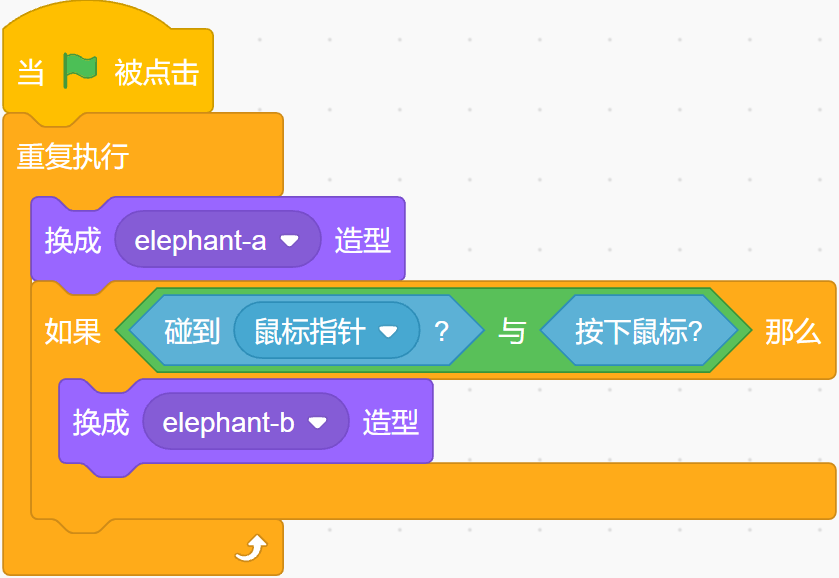 当 被点击
重复执行
换成 elephant-a 造型
如果 碰到 鼠标指针 ? 与 按下鼠标? 那么
换成 elephant-b 造型